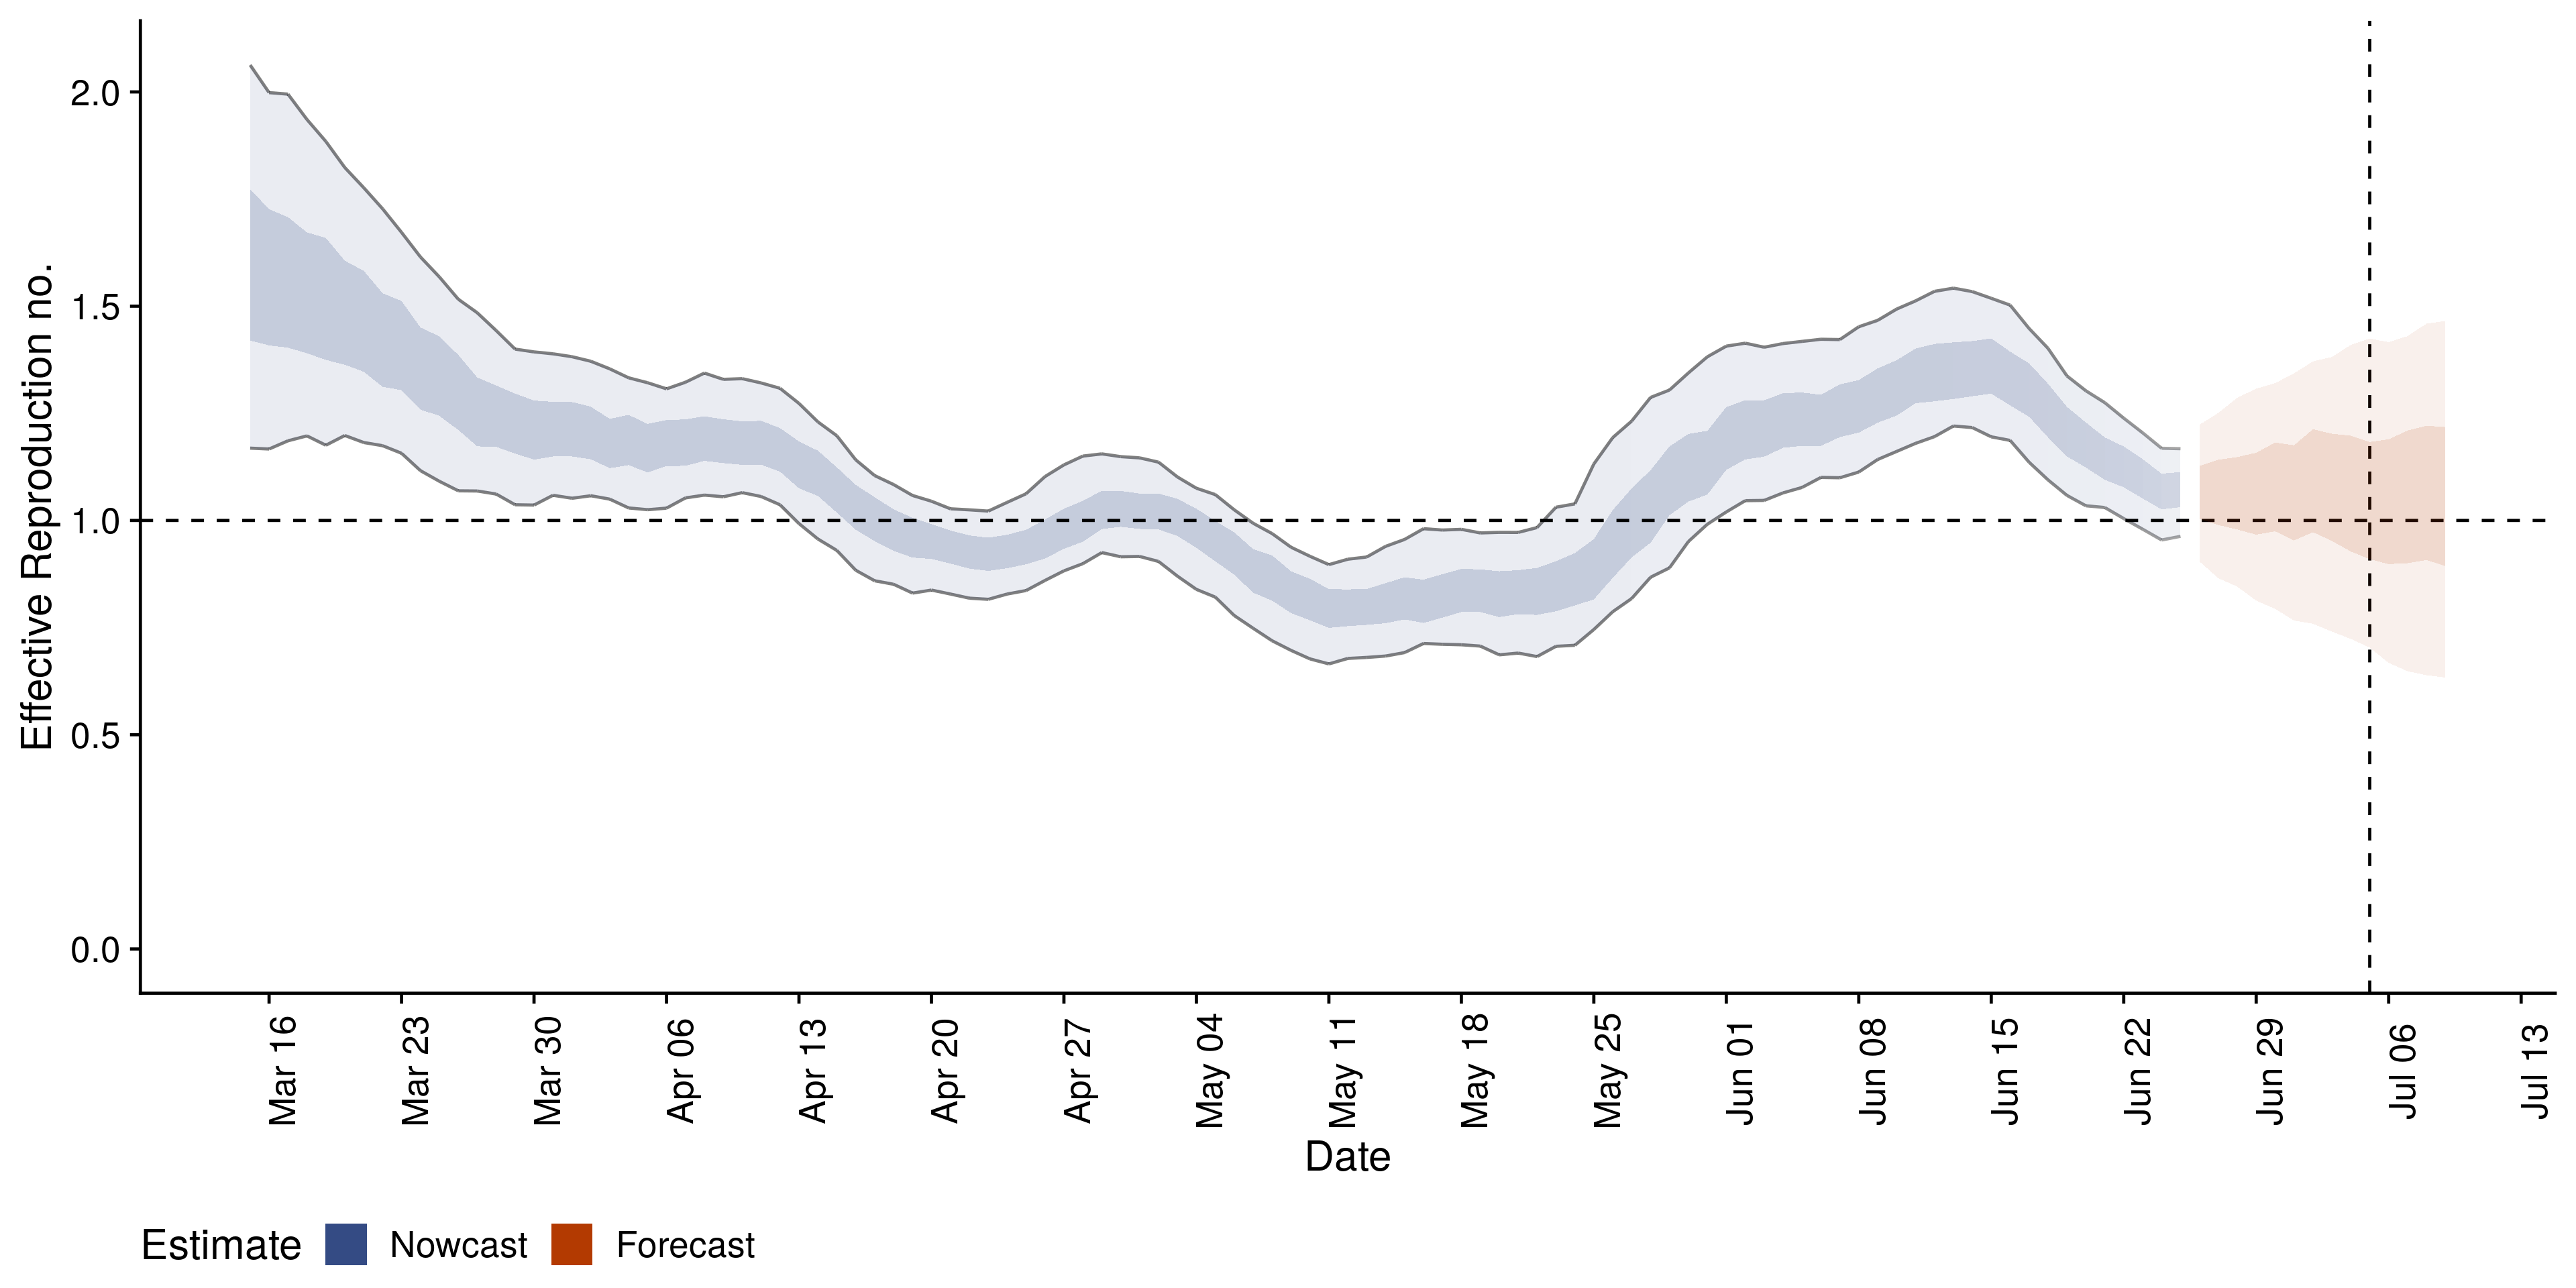 Effective Reproduction no.
2.0
1.5
1.0
0.5
0.0
Mar 16
Mar 23
Mar 30
Apr 06
Apr 13
Apr 20
Apr 27
May 04
May 11
May 18
May 25
Jun 01
Jun 08
Jun 15
Jun 22
Jun 29
Jul 06
Jul 13
Date
Estimate Nowcast Forecast